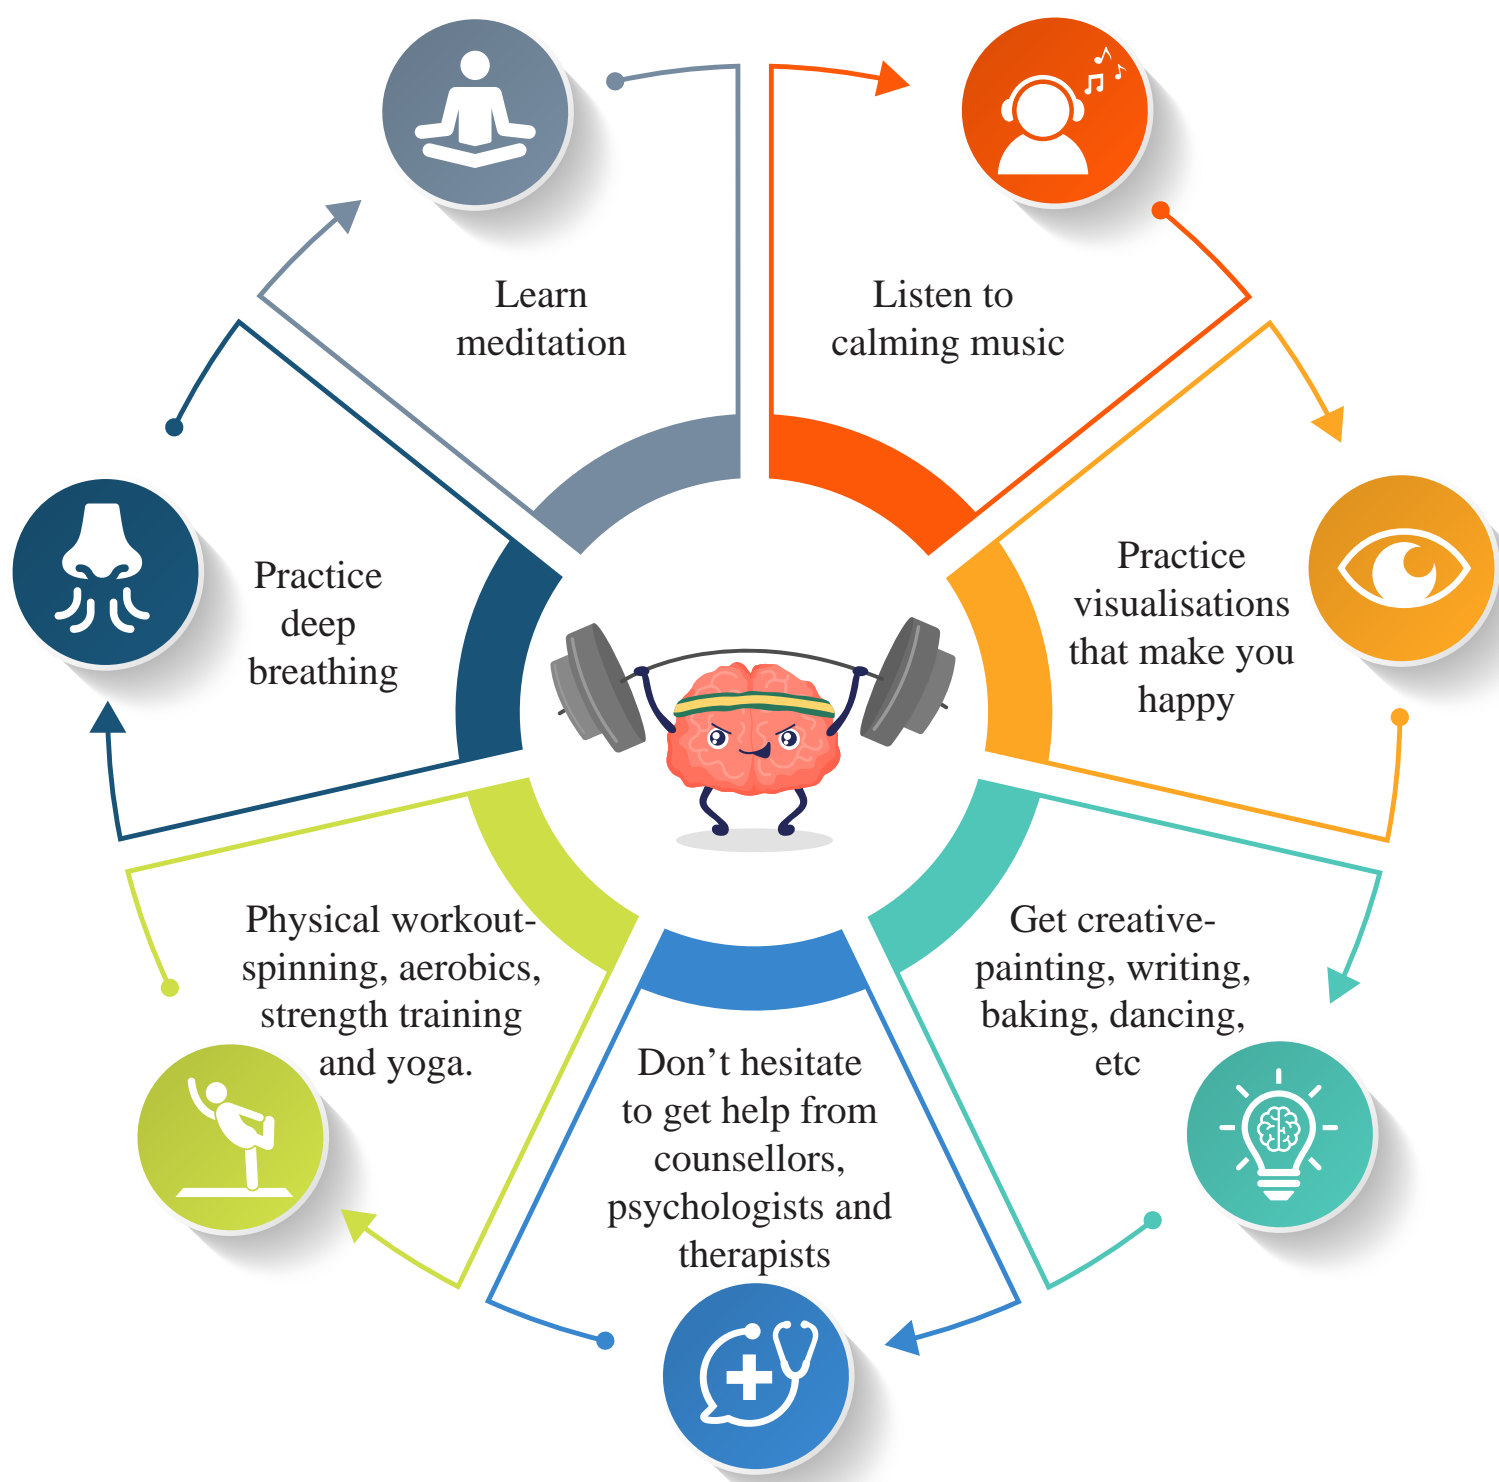 Learn
meditation
Listen to
calming music
Practice
visualisations
that make you
happy
Get creative-
painting, writing,
baking, dancing,
etc
Don’t hesitate
to get help from
counsellors,
psychologists and
therapists
Physical workout-
spinning, aerobics,
strength training
and yoga.
Practice
deep
breathing